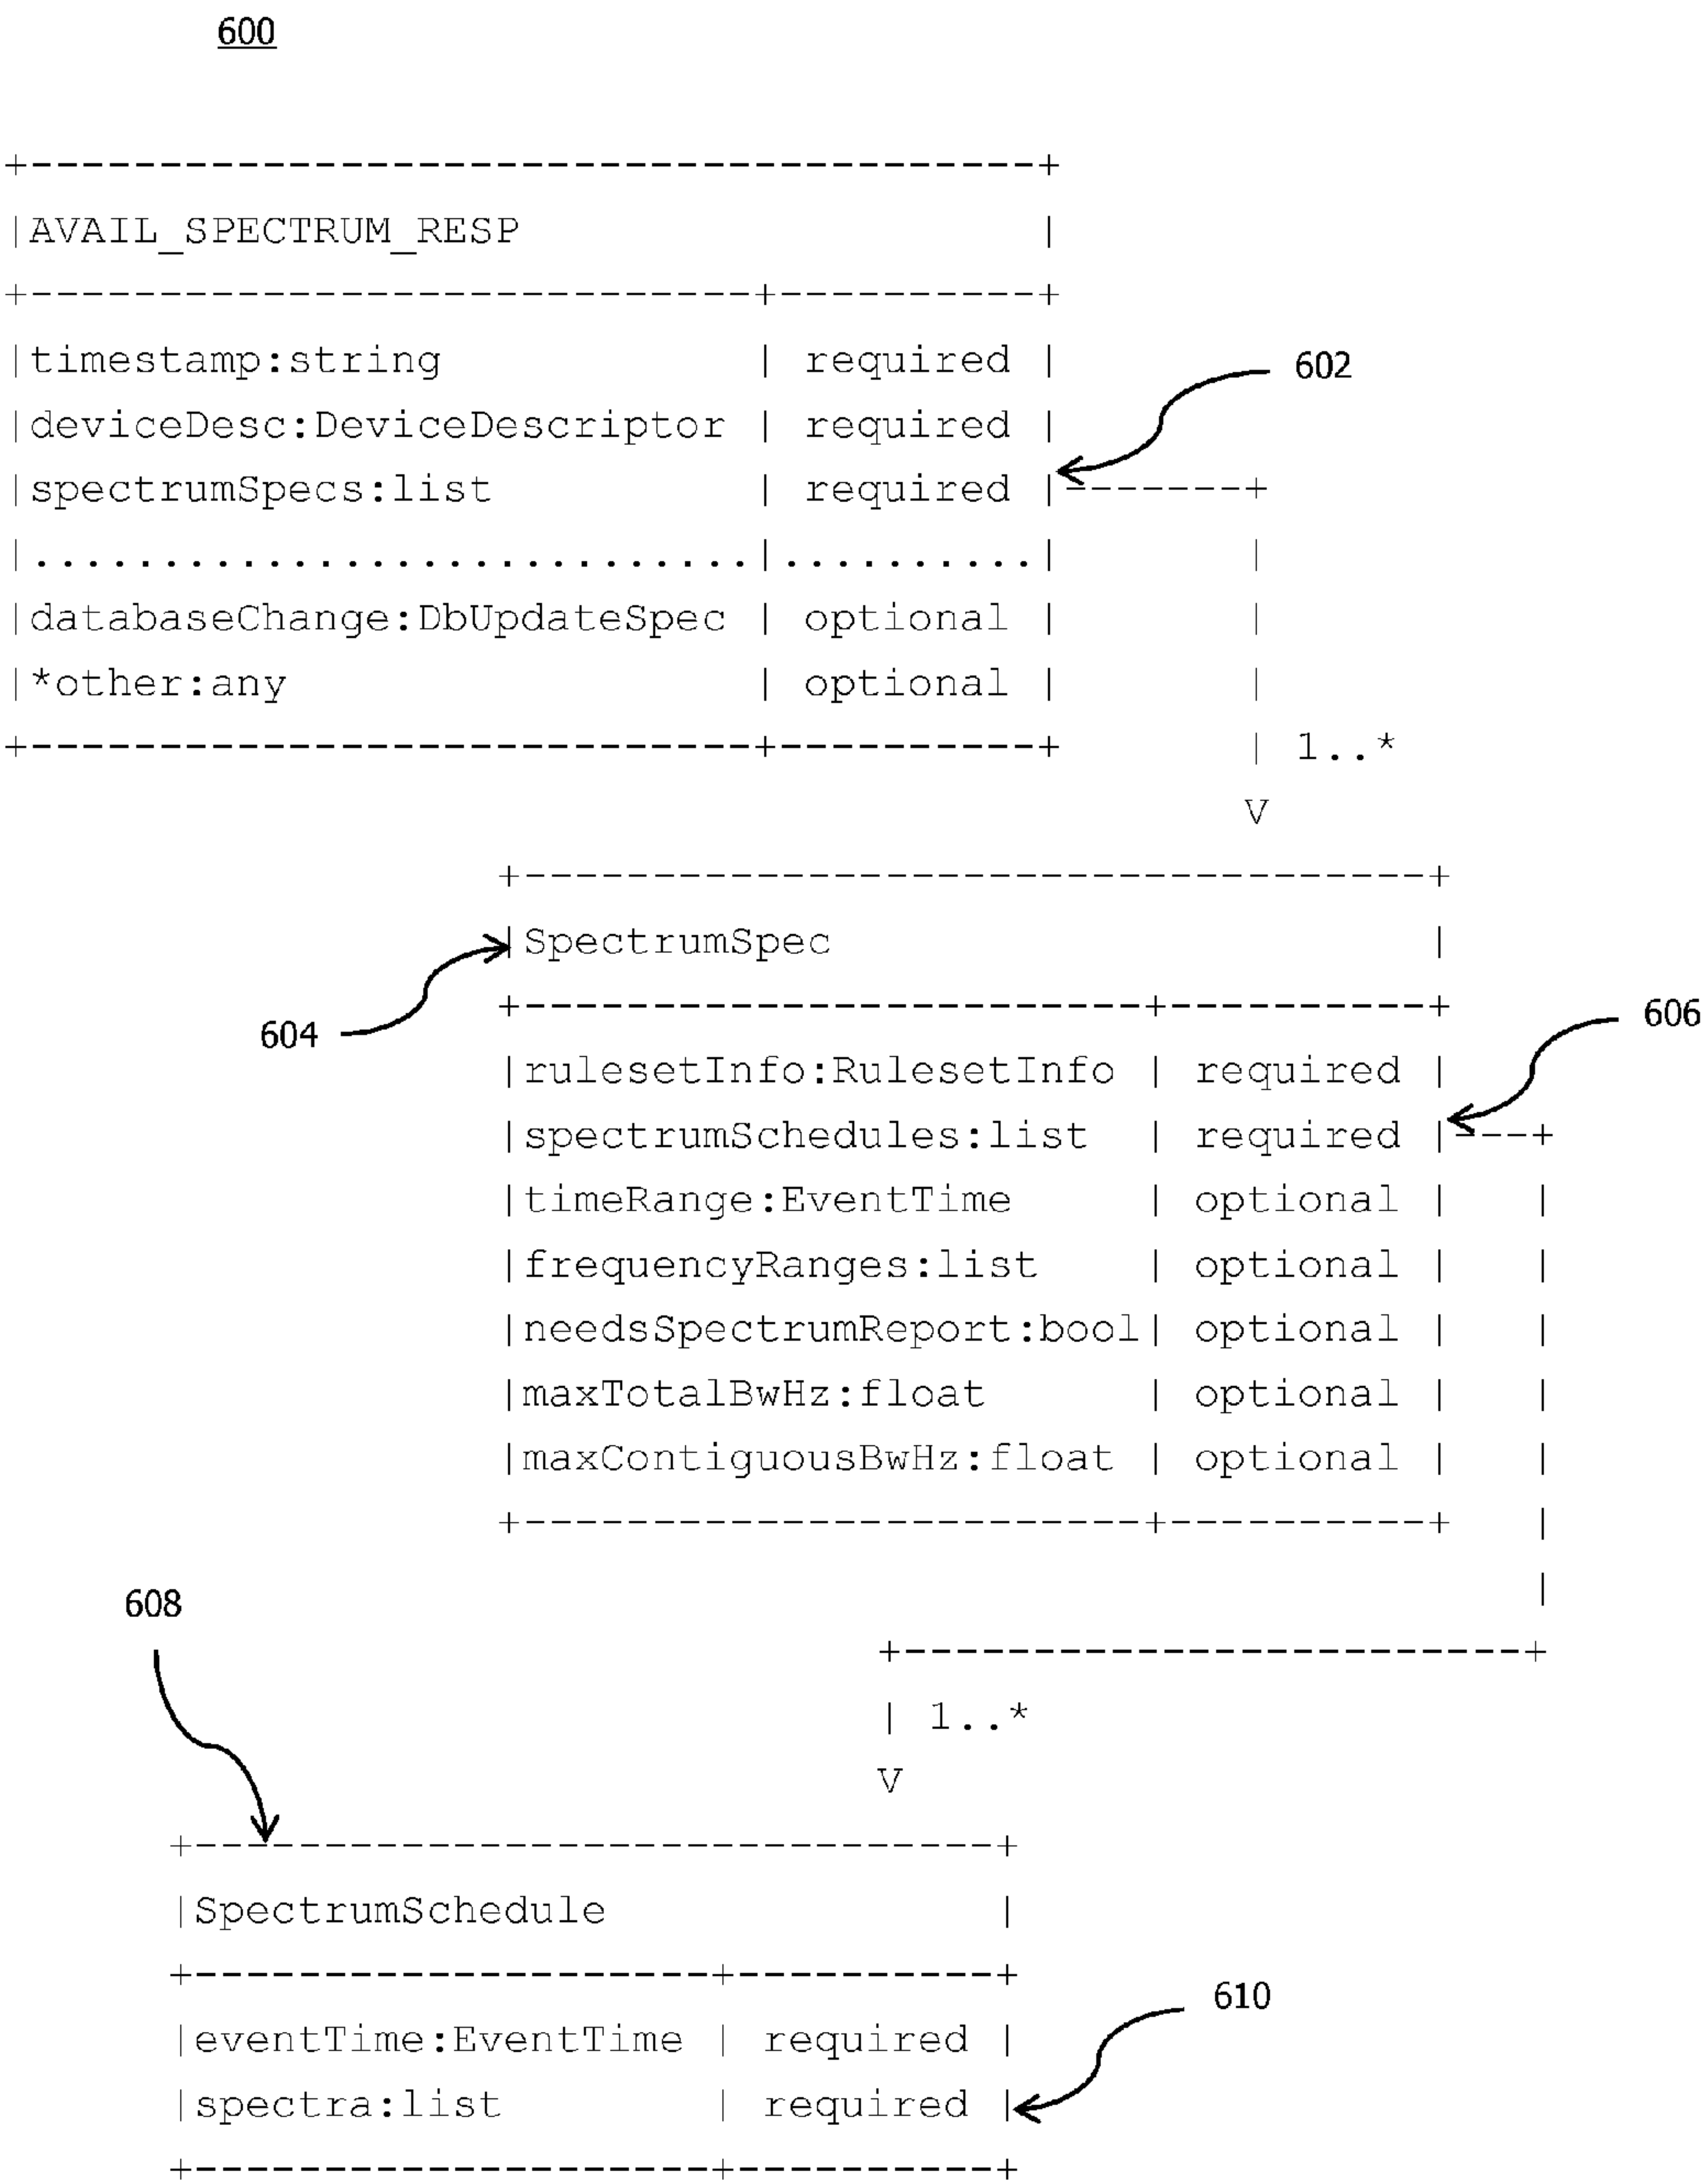 600
+---------------------------------------+
|AVAIL_SPECTRUM_RESP                    |
+----------------------------+----------+
|timestamp:string            | required | 602
|deviceDesc:DeviceDescriptor | required |
|spectrumSpecs:list          | required |-------+
|............................|..........|       |
|databaseChange:DbUpdateSpec | optional |       |
|*other:any                  | optional |       |
+----------------------------+----------+       | 1..*
V
+-----------------------------------+
|SpectrumSpec                       |
+------------------------+----------+
604 606
|rulesetInfo:RulesetInfo | required |
|spectrumSchedules:list  | required |---+
|timeRange:EventTime     | optional |   |
|frequencyRanges:list    | optional |   |
|needsSpectrumReport:bool| optional |   |
|maxTotalBwHz:float      | optional |   |
|maxContiguousBwHz:float | optional |   |
+------------------------+----------+   |
608 |
+-------------------------+
| 1..*
V
+-------------------------------+
|SpectrumSchedule               |
+---------------------+----------+
610
|eventTime:EventTime | required |
|spectra:list        | required |
+---------------------+----------+